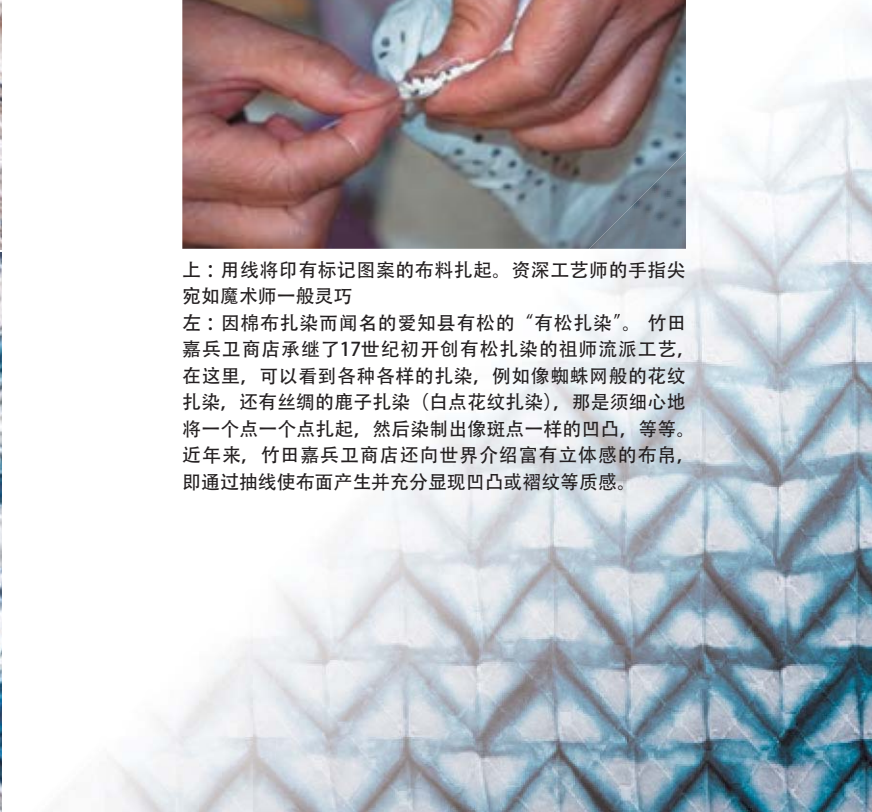 上：用线将印有标记图案的布料扎起。资深工艺师的手指尖
宛如魔术师一般灵巧
左：因棉布扎染而闻名的爱知县有松的“有松扎染”。 竹田
嘉兵卫商店承继了17世纪初开创有松扎染的祖师流派工艺，
在这里，可以看到各种各样的扎染，例如像蜘蛛网般的花纹
扎染，还有丝绸的鹿子扎染（白点花纹扎染），那是须细心地
将一个点一个点扎起，然后染制出像斑点一样的凹凸，等等。
近年来，竹田嘉兵卫商店还向世界介绍富有立体感的布帛，
即通过抽线使布面产生并充分显现凹凸或褶纹等质感。